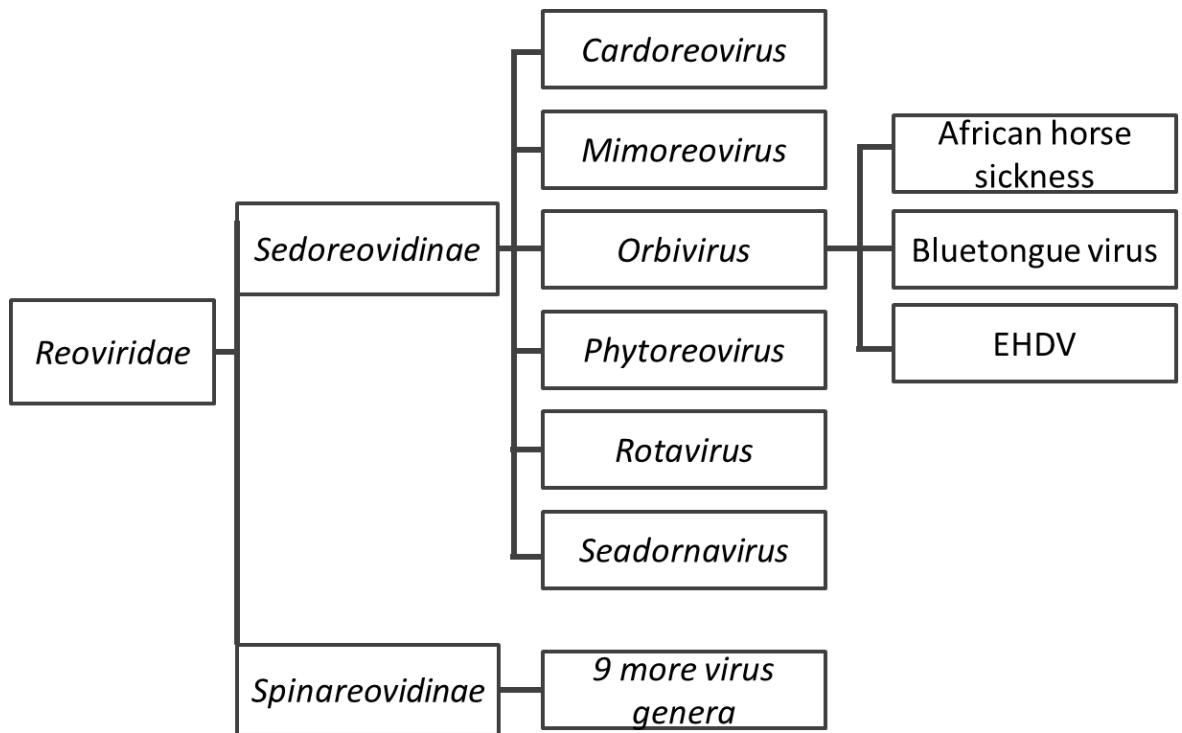 Reoviridae
Sedoreovidinae
Spinareovidinae
Cardoreovirus
Mimoreovirus
Orbivirus
Phytoreovirus
Rotavirus
Seadornavirus
9 more virus
genera
African horse
sickness
Bluetongue virus
EHDV